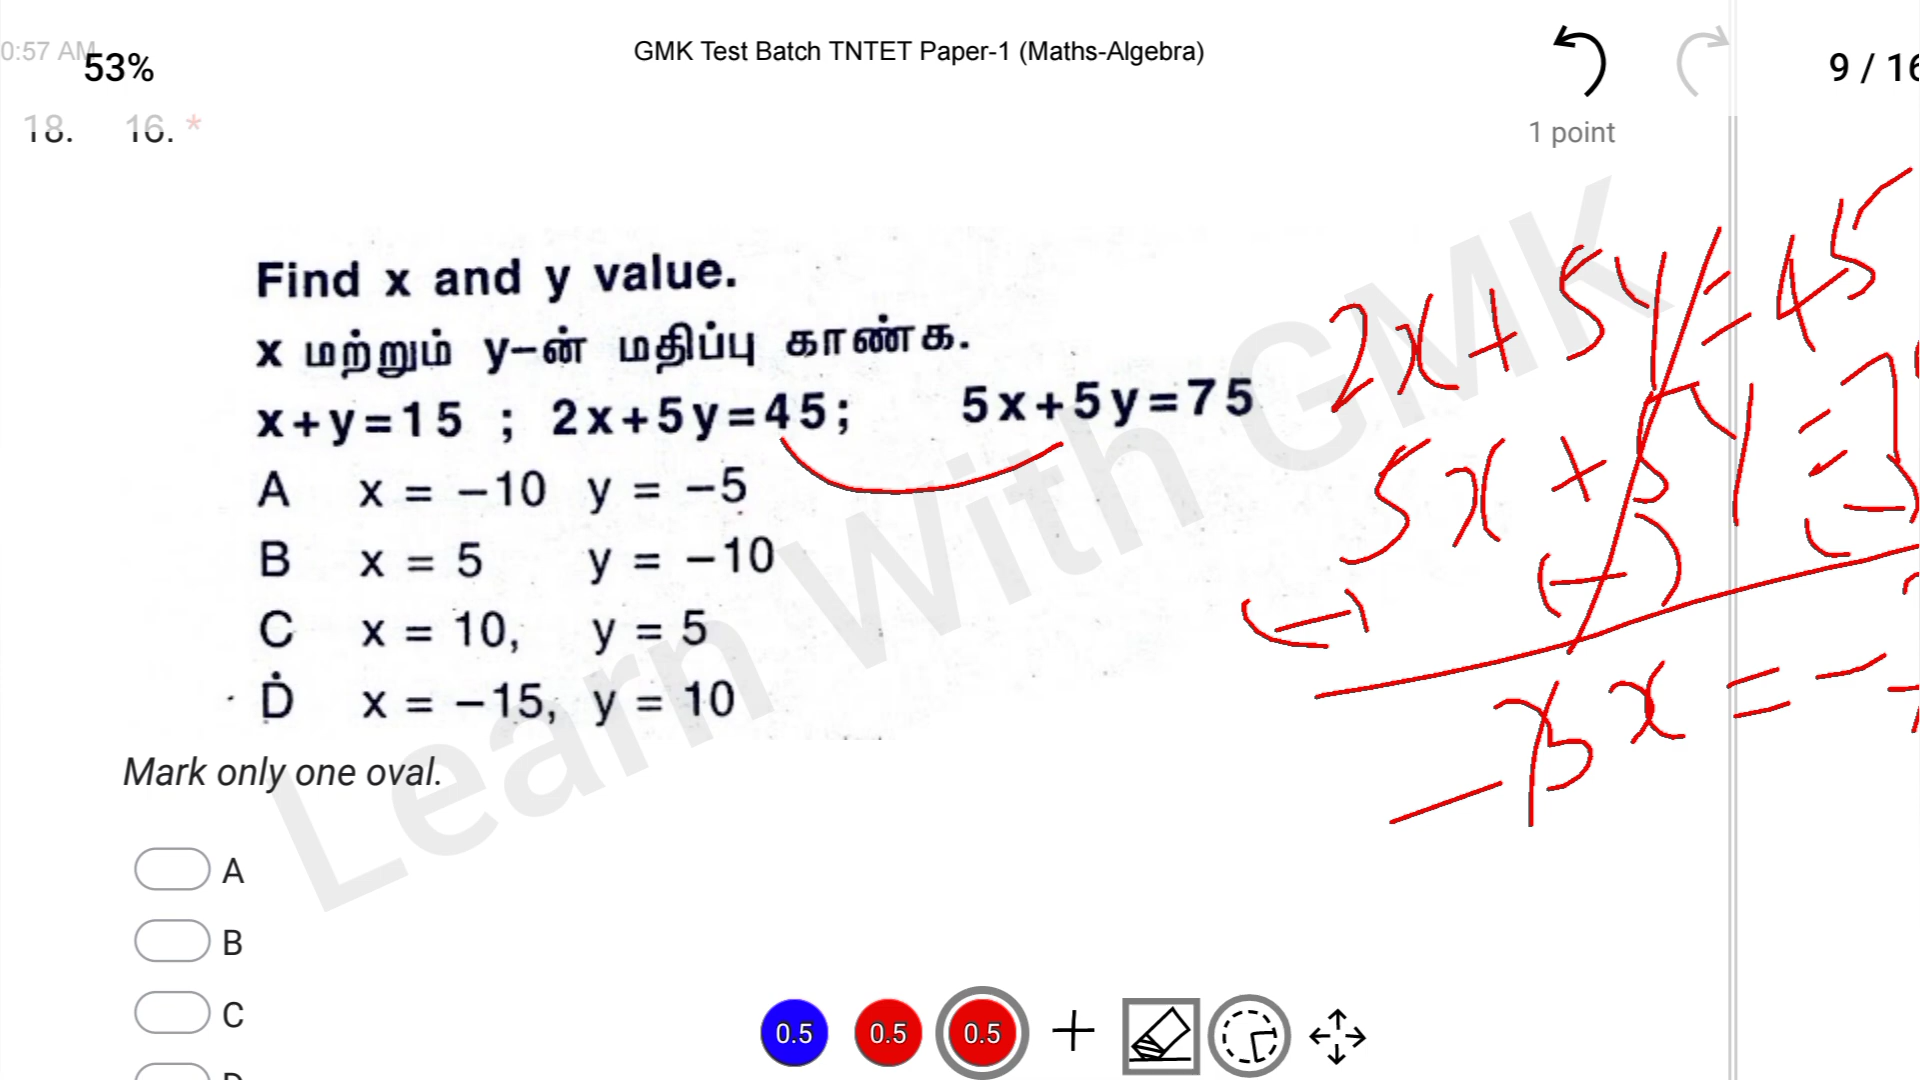 0:57 AM
53%
GMK Test Batch TNTET Paper-1 (Maths-Algebra)
9 / 16
18. 16. *
1 point
Find x and y value.
x மற்றும் y-ன் மதிப்பு காண்க.
x+y=15 ; 2x+5y=45; 5x+5y=75
A x = −10 y = −5
B x = 5 y = −10
C x = 10, y = 5
D x = −15, y = 10
2x+5y=45
5x+5y=7
(−) (−) (−
−3x=−
Mark only one oval.
A
B
C
D
Learn With GMK
0.5 0.5 0.5 +